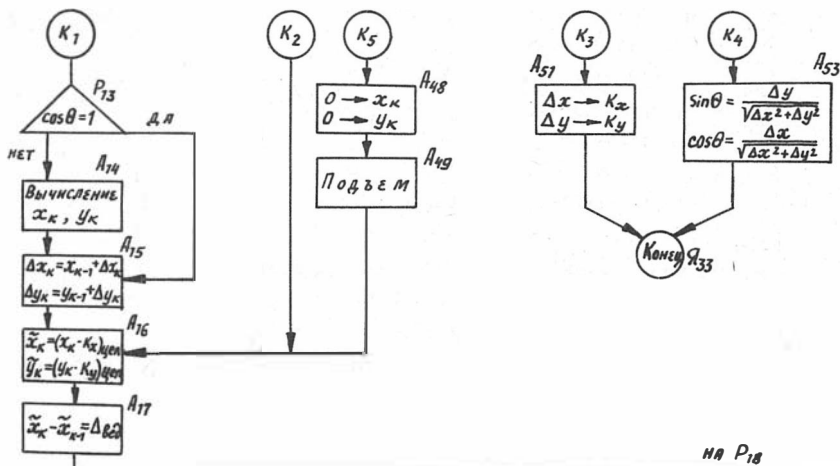 K₁
K₂
K₅
K₃
K₄
P₁₃
cosθ=1
ДА
НЕТ
A₁₄
Вычисление
xк, yк
A₁₅
Δxк=xк-1+Δxк
Δyк=yк-1+Δyк
A₁₆
x̃к=(xк-Kx)цел
ỹк=(yк-Ky)цел
A₁₇
x̃к-x̃к-1=Δвед
A₄₈
0→xк
0→yк
A₄₉
Подъем
A₅₁
Δx→Kx
Δy→Ky
A₅₃
sinθ=Δy/√Δx²+Δy²
cosθ=Δx/√Δx²+Δy²
Конец
Я₃₃
НА P₁₈